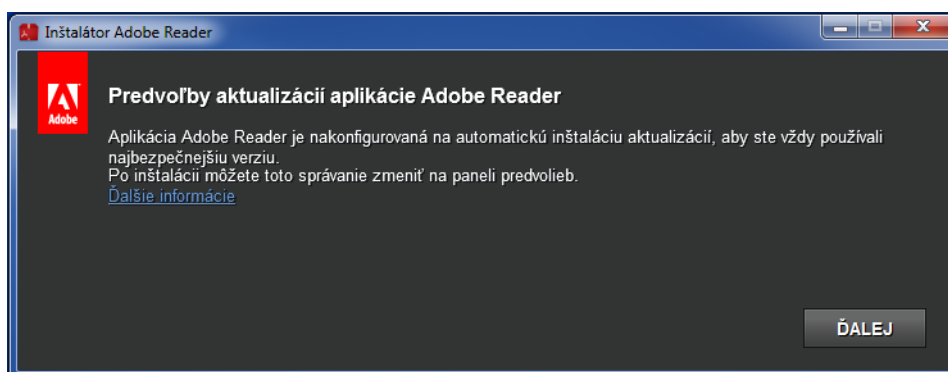 Inštalátor Adobe Reader
Adobe
Predvoľby aktualizácií aplikácie Adobe Reader
Aplikácia Adobe Reader je nakonfigurovaná na automatickú inštaláciu aktualizácií, aby ste vždy používali
najbezpečnejšiu verziu.
Po inštalácii môžete toto správanie zmeniť na paneli predvolieb.
Ďalšie informácie
ĎALEJ